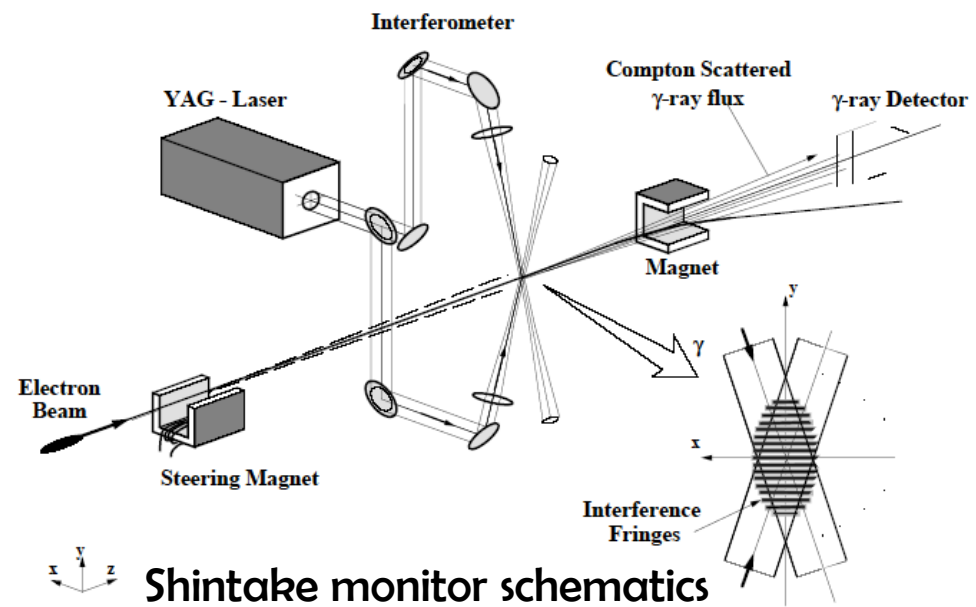 Interferometer
YAG - Laser
Compton Scattered
γ-ray flux
γ-ray Detector
Magnet
y
γ
Electron
Beam
Steering Magnet
x
Interference
Fringes
y
x
z
Shintake monitor schematics